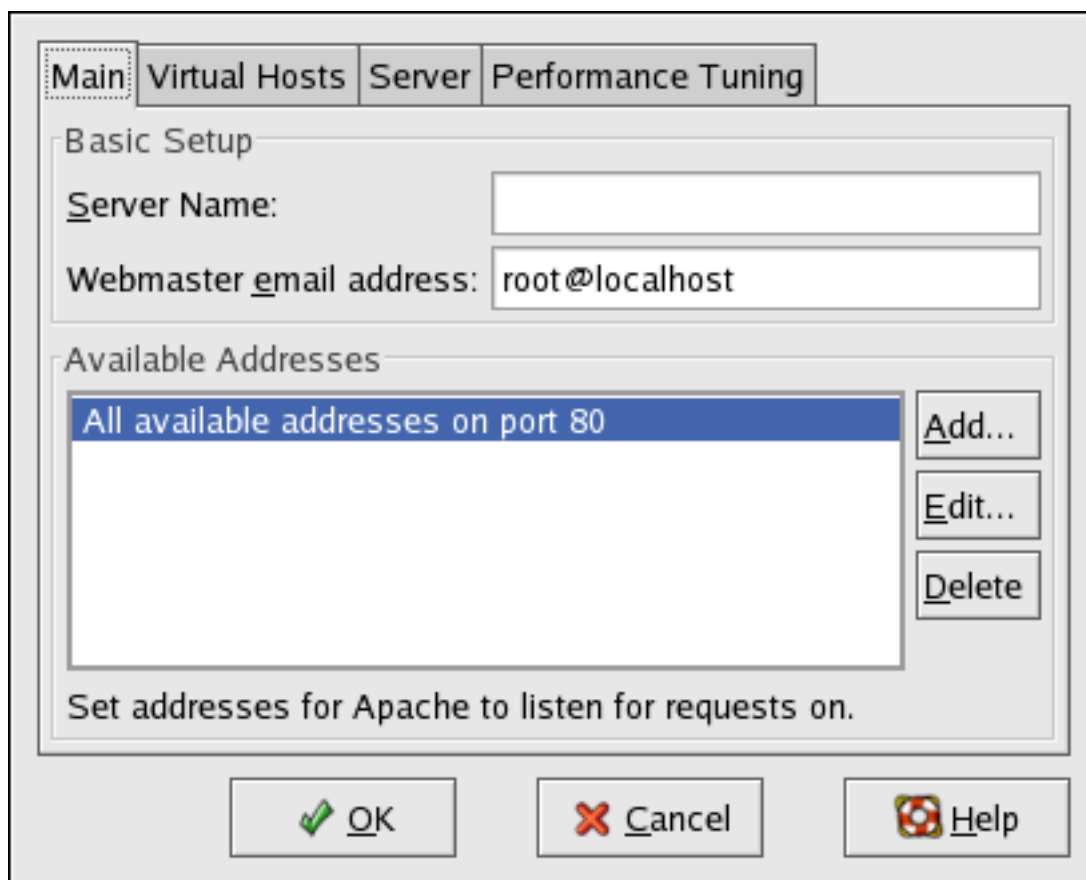 Main Virtual Hosts Server Performance Tuning
Basic Setup
Server Name:
Webmaster email address: root@localhost
Available Addresses
All available addresses on port 80
Add...
Edit...
Delete
Set addresses for Apache to listen for requests on.
OK Cancel Help